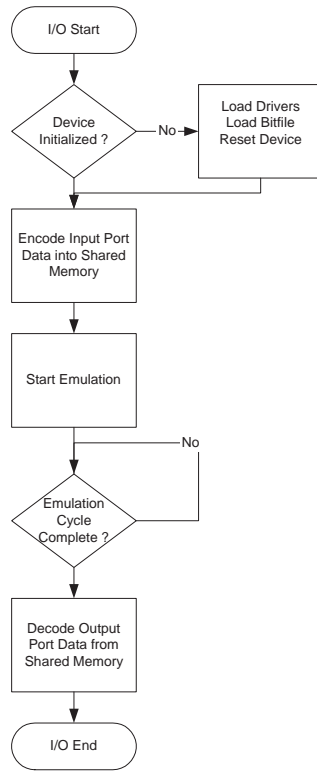 I/O Start
Device
Initialized ?
No
Load Drivers
Load Bitfile
Reset Device
Encode Input Port
Data into Shared
Memory
Start Emulation
No
Emulation
Cycle
Complete ?
Decode Output
Port Data from
Shared Memory
I/O End